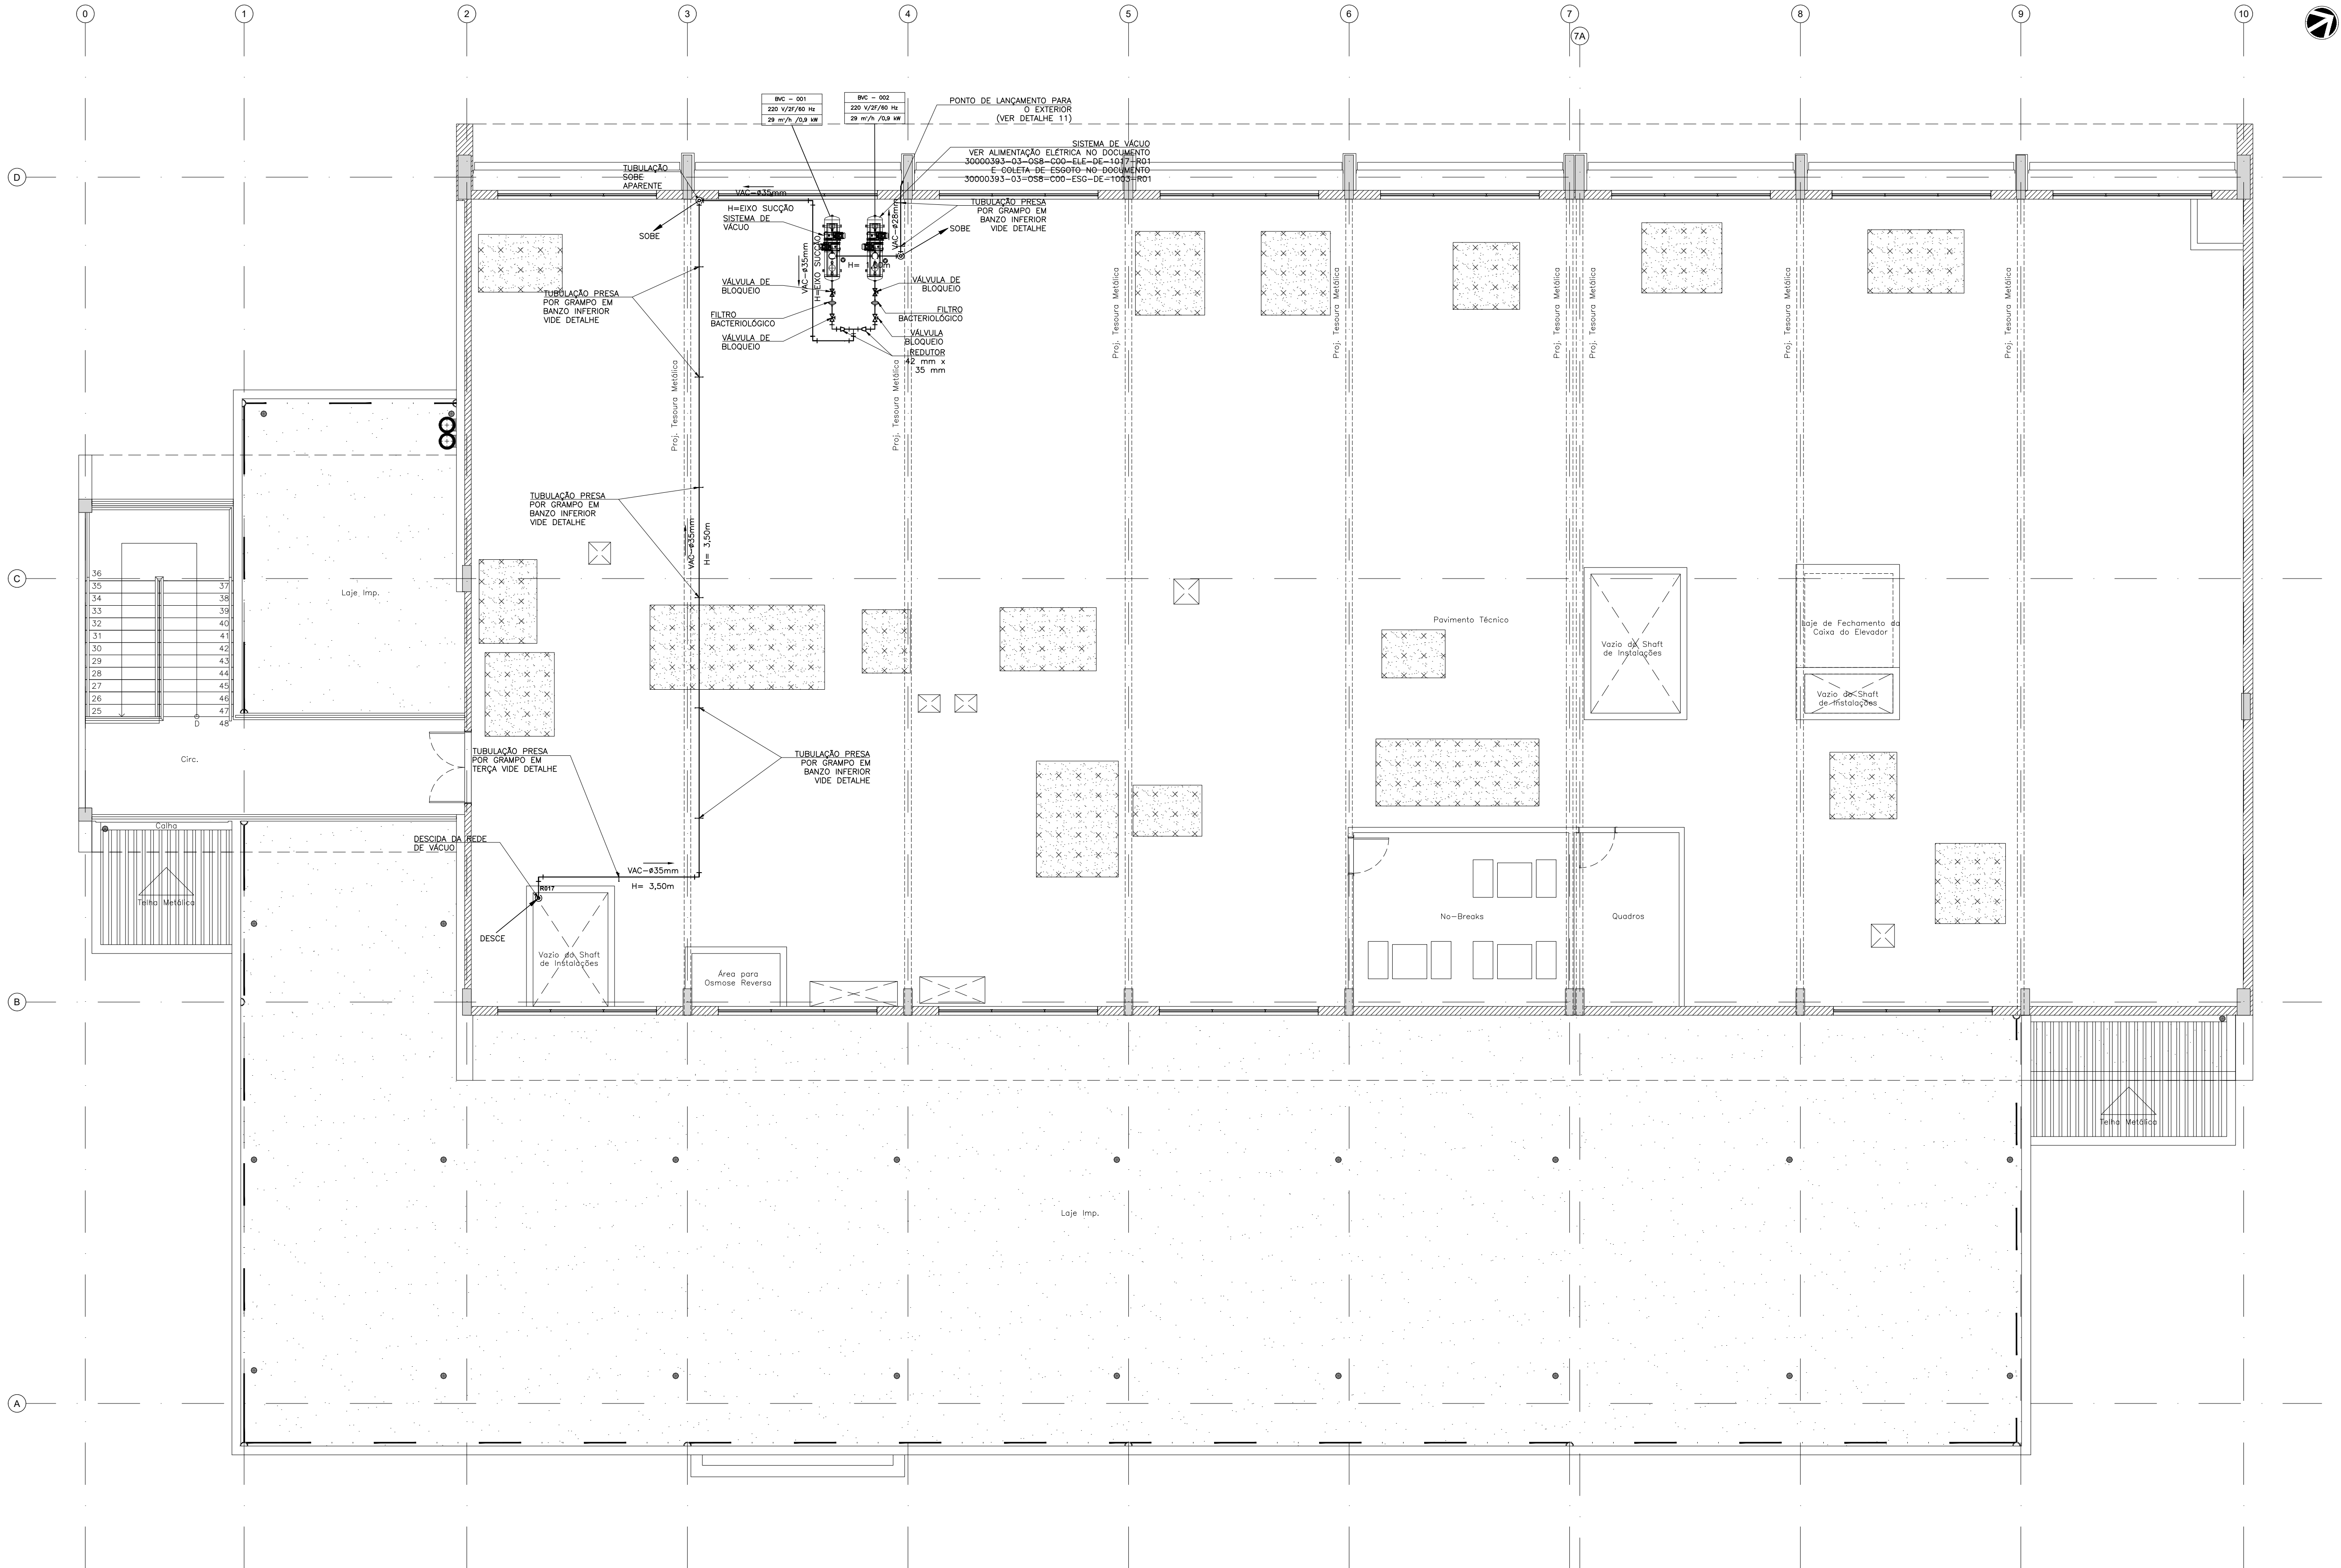 0
1
2
3
4
5
6
7
7A
8
9
10
D
C
B
A
BVC - 001
220 V/2F/60 Hz
29 m³/h /0,9 kW
BVC - 002
220 V/2F/60 Hz
29 m³/h /0,9 kW
PONTO DE LANÇAMENTO PARA
O EXTERIOR
(VER DETALHE 11)
SISTEMA DE VÁCUO
VER ALIMENTAÇÃO ELÉTRICA NO DOCUMENTO
30000393-03-OS8-C00-ELE-DE-1017-R01
E COLETA DE ESGOTO NO DOCUMENTO
30000393-03-OS8-C00-ESG-DE-1003-R01
TUBULAÇÃO
SOBE
APARENTE
VAC-ø35mm
H=EIXO SUCÇÃO
SISTEMA DE
VÁCUO
SOBE
VAC-ø35mm
H=EIXO SUCÇÃO
VAC-ø28mm
H= 1,80m
TUBULAÇÃO PRESA
POR GRAMPO EM
BANZO INFERIOR
VIDE DETALHE
SOBE
VÁLVULA DE
BLOQUEIO
VÁLVULA DE
BLOQUEIO
FILTRO
BACTERIOLÓGICO
FILTRO
BACTERIOLÓGICO
VÁLVULA DE
BLOQUEIO
VÁLVULA
BLOQUEIO
REDUTOR
42 mm x
35 mm
TUBULAÇÃO PRESA
POR GRAMPO EM
BANZO INFERIOR
VIDE DETALHE
Proj. Tesoura Metálica
Proj. Tesoura Metálica
Proj. Tesoura Metálica
Proj. Tesoura Metálica
Proj. Tesoura Metálica
Proj. Tesoura Metálica
Proj. Tesoura Metálica
Proj. Tesoura Metálica
TUBULAÇÃO PRESA
POR GRAMPO EM
BANZO INFERIOR
VIDE DETALHE
VAC-ø35mm
H= 3,50m
36
35
34
33
32
31
30
29
28
27
26
25
37
38
39
40
41
42
43
44
45
46
47
48
D
Laje Imp.
Circ.
Pavimento Técnico
Vazio do Shaft
de Instalações
Laje de Fechamento da
Caixa do Elevador
Vazio do Shaft
de Instalações
TUBULAÇÃO PRESA
POR GRAMPO EM
TERÇA VIDE DETALHE
TUBULAÇÃO PRESA
POR GRAMPO EM
BANZO INFERIOR
VIDE DETALHE
Calha
Telha Metálica
DESCIDA DA REDE
DE VÁCUO
VAC-ø35mm
H= 3,50m
R017
DESCE
Vazio do Shaft
de Instalações
Área para
Osmose Reversa
No-Breaks
Quadros
Telha Metálica
Laje Imp.